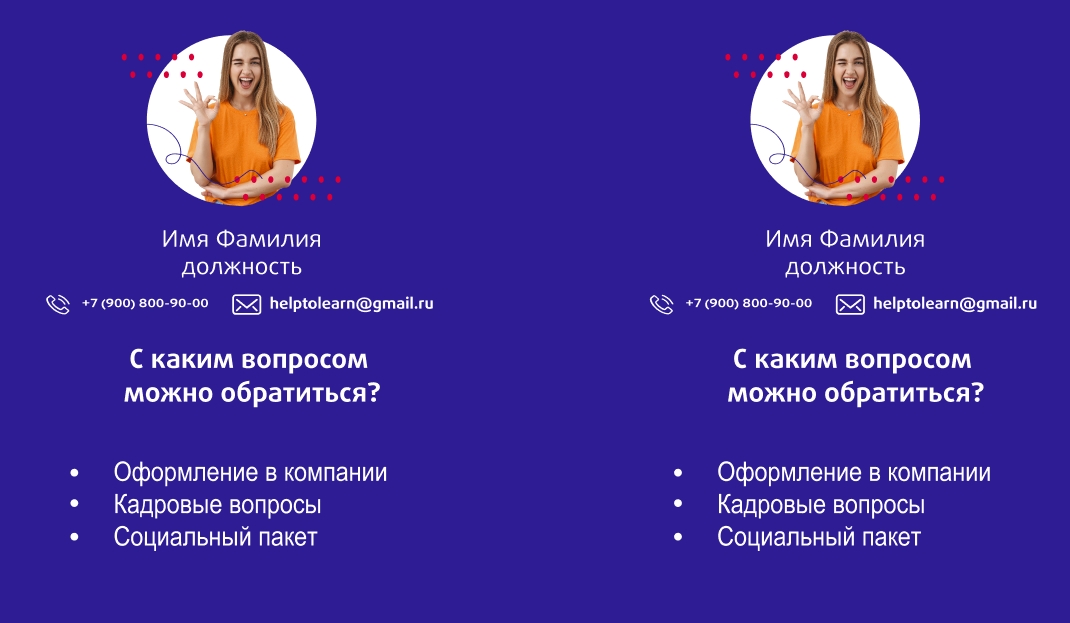 Имя Фамилия
должность
+7 (900) 800-90-00 helptolearn@gmail.ru
С каким вопросом
можно обратиться?
• Оформление в компании
• Кадровые вопросы
• Социальный пакет
Имя Фамилия
должность
+7 (900) 800-90-00 helptolearn@gmail.ru
С каким вопросом
можно обратиться?
• Оформление в компании
• Кадровые вопросы
• Социальный пакет